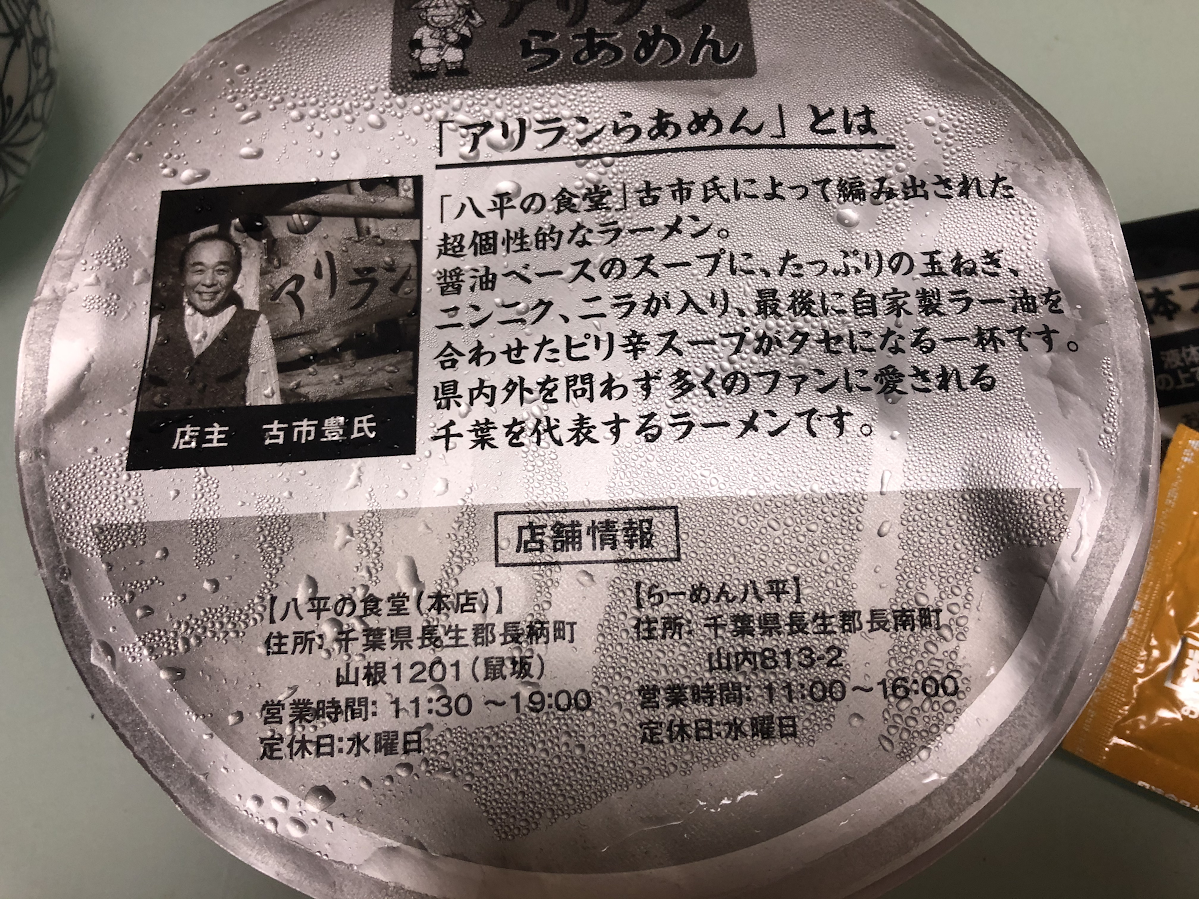 アリラン
らあめん
「アリランらあめん」とは
「八平の食堂」古市氏によって編み出された
超個性的なラーメン。
醤油ベースのスープに、たっぷりの玉ねぎ、
ニンニク、ニラが入り、最後に自家製ラー油を
合わせたピリ辛スープがクセになる一杯です。
県内外を問わず多くのファンに愛される
千葉を代表するラーメンです。
アリラン
店主 古市豊氏
店舗情報
【八平の食堂（本店）】
住所: 千葉県長生郡長柄町
山根1201（鼠坂）
営業時間: 11:30 ～19:00
定休日:水曜日
【らーめん八平】
住所: 千葉県長生郡長南町
山内813-2
営業時間: 11:00～16:00
定休日:水曜日
本
液体
の上